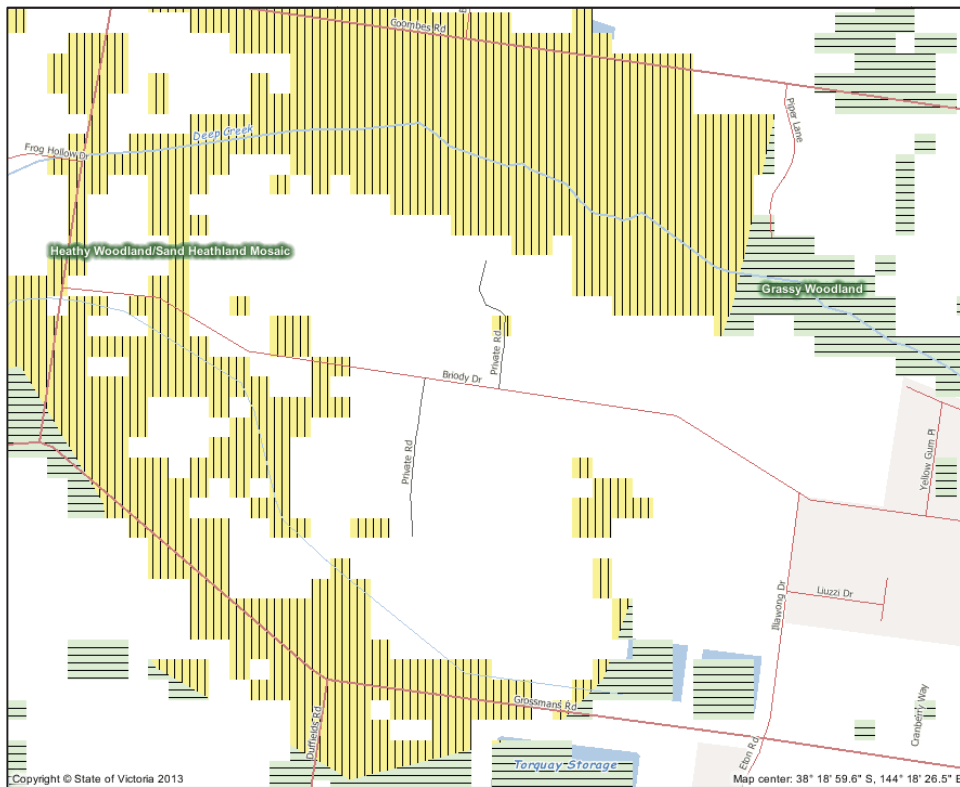 Coombes Rd
E
Piper Lane
Deep Creek
Frog Hollow Dr
Heathy Woodland/Sand Heathland Mosaic
Grassy Woodland
Private Rd
Briody Dr
Private Rd
Yellow Gum Pl
Illawong Dr
Liuzzi Dr
Grossmans Rd
Duffields Rd
Cranberry Way
Eton Rd
Torquay Storage
Copyright © State of Victoria 2013
Map center: 38° 18' 59.6" S, 144° 18' 26.5" E